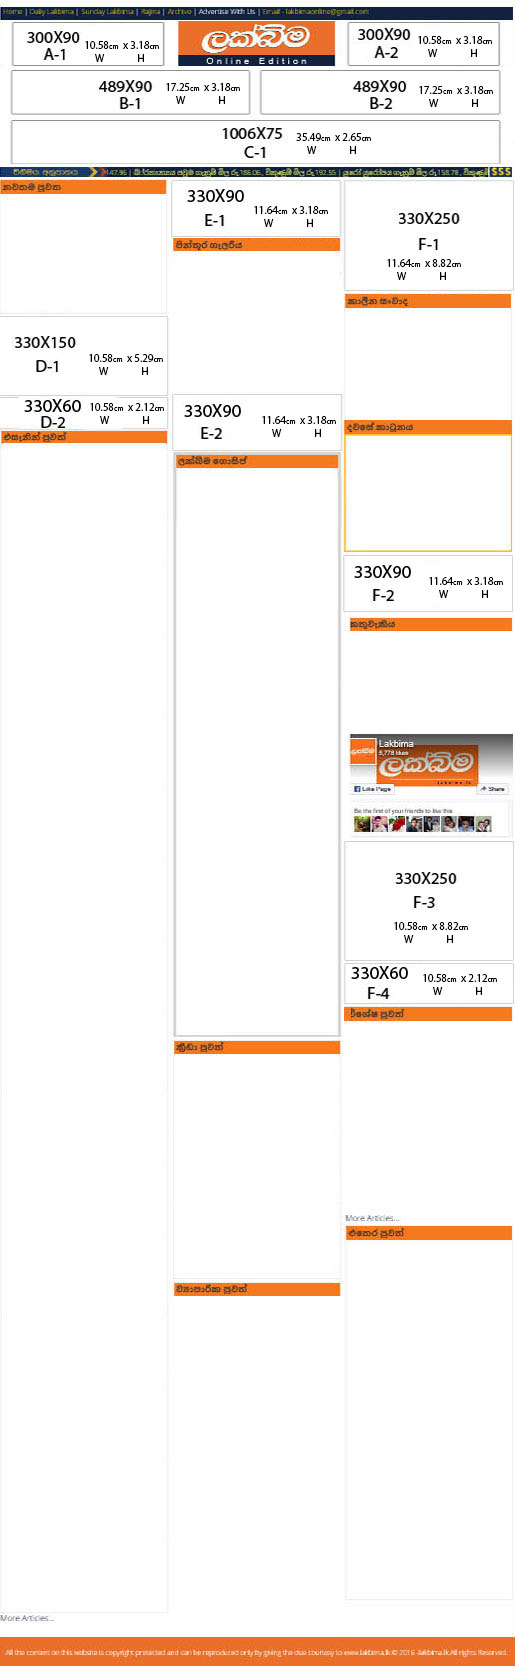 Home | Daily Lakbima | Sunday Lakbima | Rajina | Archive | Advertise With Us | Email - lakbimaonline@gmail.com
300X90
A-1
10.58cm x 3.18cm
W H
ලක්බිම
Online Edition
300X90
A-2
10.58cm x 3.18cm
W H
489X90
B-1
17.25cm x 3.18cm
W H
489X90
B-2
17.25cm x 3.18cm
W H
1006X75
C-1
35.49cm x 2.65cm
W H
විනිමය අනුපාතය
147.96 | බ්‍රිතාන්‍යය පවුම ගැනුම් මිල රු.186.06 , විකුණුම් මිල රු.192.55 | යුරෝ ගැනුම් මිල රු.158.78 , විකුණුම්
$$$
නවතම පුවත
330X150
D-1
10.58cm x 5.29cm
W H
330X60
D-2
10.58cm x 2.12cm
W H
එසැනින් පුවත්
More Articles...
330X90
E-1
11.64cm x 3.18cm
W H
පින්තූර ගැලරිය
330X90
E-2
11.64cm x 3.18cm
W H
ලක්බිම ගොසිප්
ක්‍රීඩා පුවත්
ව්‍යාපාරික පුවත්
330X250
F-1
11.64cm x 8.82cm
W H
කාලීන සංවාද
දවසේ කාටූනය
330X90
F-2
11.64cm x 3.18cm
W H
කතුවැකිය
Lakbima
5,778 likes
ලක්බිම
Like Page
Share
Be the first of your friends to like this
330X250
F-3
10.58cm x 8.82cm
W H
330X60
F-4
10.58cm x 2.12cm
W H
විශේෂ පුවත්
More Articles...
එතෙර පුවත්
All the content on this website is copyright protected and can be reproduced only by giving the due courtesy to www.lakbima.lk © 2016 -lakbima.lk All rights Reserved.